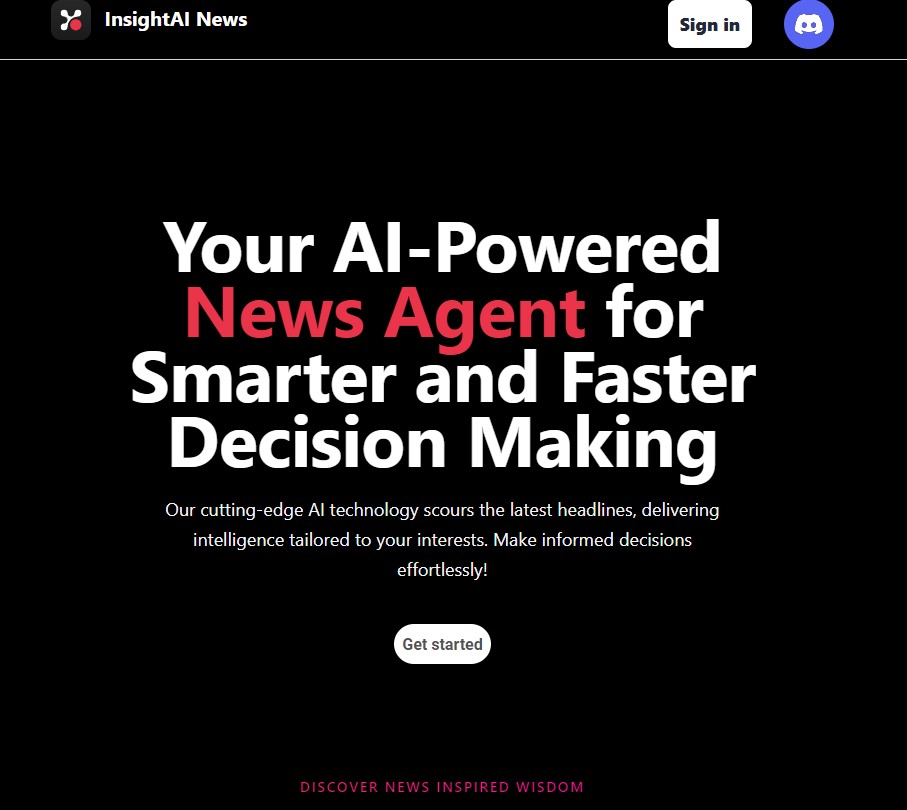 InsightAI News
Sign in
Your AI-Powered
News Agent for
Smarter and Faster
Decision Making
Our cutting-edge AI technology scours the latest headlines, delivering
intelligence tailored to your interests. Make informed decisions
effortlessly!
Get started
DISCOVER NEWS INSPIRED WISDOM